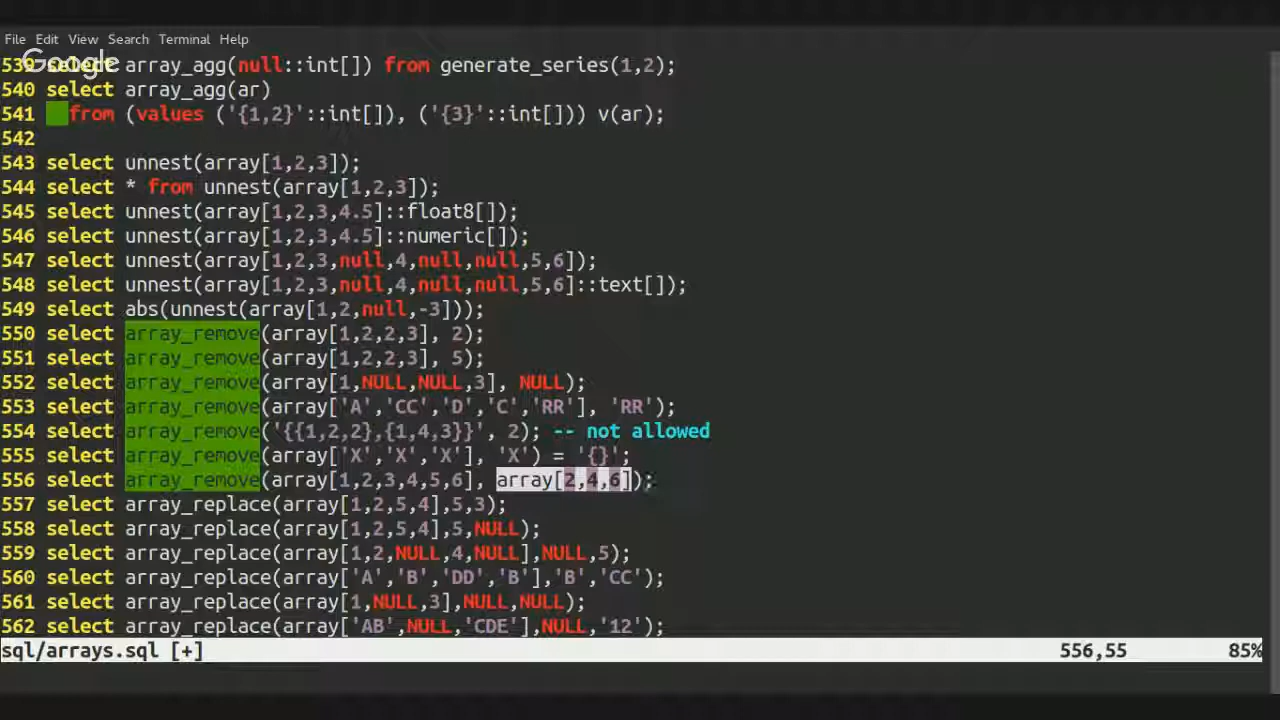 File Edit View Search Terminal Help
Google
539 select array_agg(null::int[]) from generate_series(1,2);
540 select array_agg(ar)
541   from (values ('{1,2}'::int[]), ('{3}'::int[])) v(ar);
542
543 select unnest(array[1,2,3]);
544 select * from unnest(array[1,2,3]);
545 select unnest(array[1,2,3,4.5]::float8[]);
546 select unnest(array[1,2,3,4.5]::numeric[]);
547 select unnest(array[1,2,3,null,4,null,null,5,6]);
548 select unnest(array[1,2,3,null,4,null,null,5,6]::text[]);
549 select abs(unnest(array[1,2,null,-3]));
550 select array_remove(array[1,2,2,3], 2);
551 select array_remove(array[1,2,2,3], 5);
552 select array_remove(array[1,NULL,NULL,3], NULL);
553 select array_remove(array['A','CC','D','C','RR'], 'RR');
554 select array_remove('{{1,2,2},{1,4,3}}', 2); -- not allowed
555 select array_remove(array['X','X','X'], 'X') = '{}';
556 select array_remove(array[1,2,3,4,5,6], array[2,4,6]);
557 select array_replace(array[1,2,5,4],5,3);
558 select array_replace(array[1,2,5,4],5,NULL);
559 select array_replace(array[1,2,NULL,4,NULL],NULL,5);
560 select array_replace(array['A','B','DD','B'],'B','CC');
561 select array_replace(array[1,NULL,3],NULL,NULL);
562 select array_replace(array['AB',NULL,'CDE'],NULL,'12');
sql/arrays.sql [+] 556,55 85%